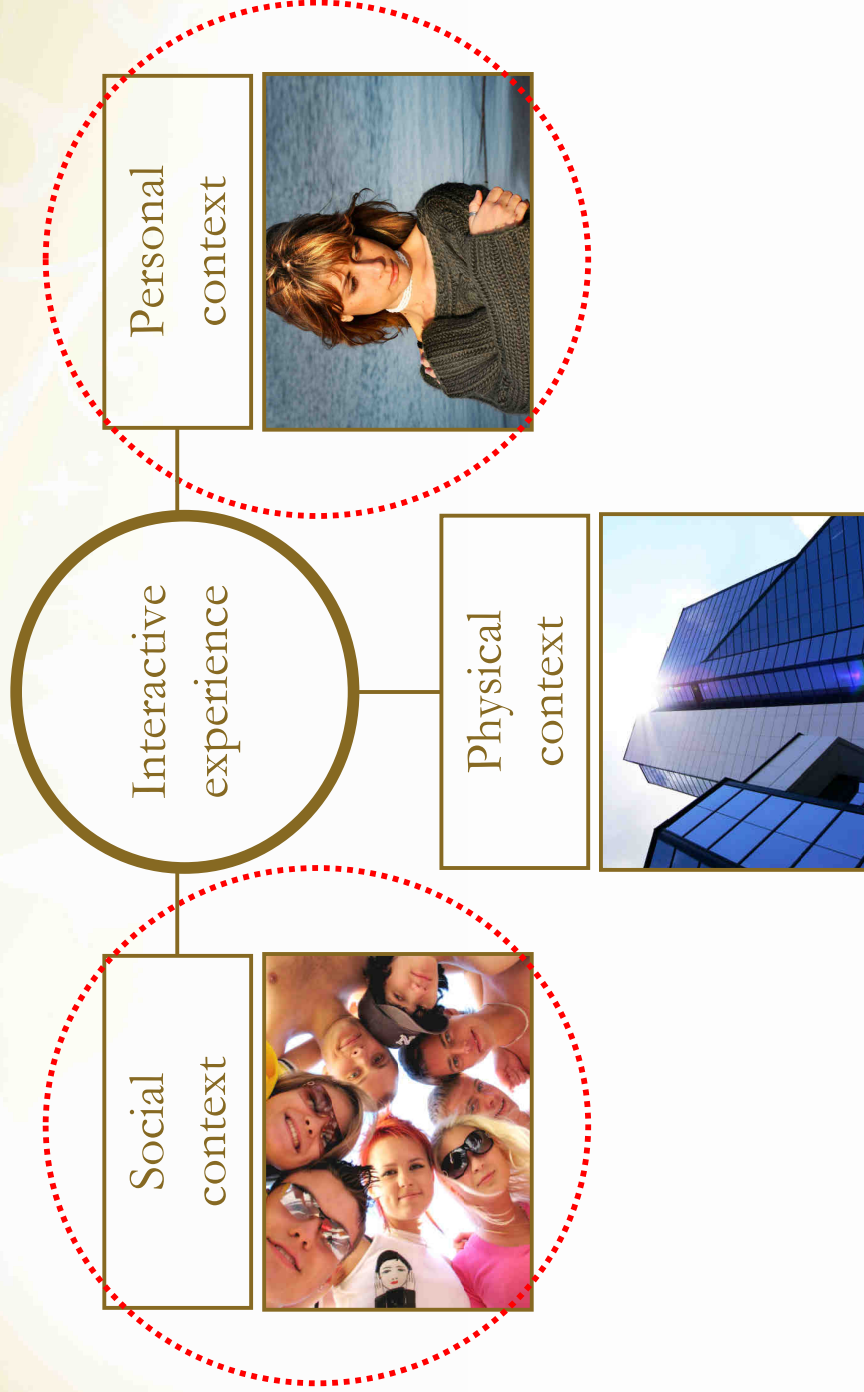 Interactive
experience
Social
context
Physical
context
Personal
context